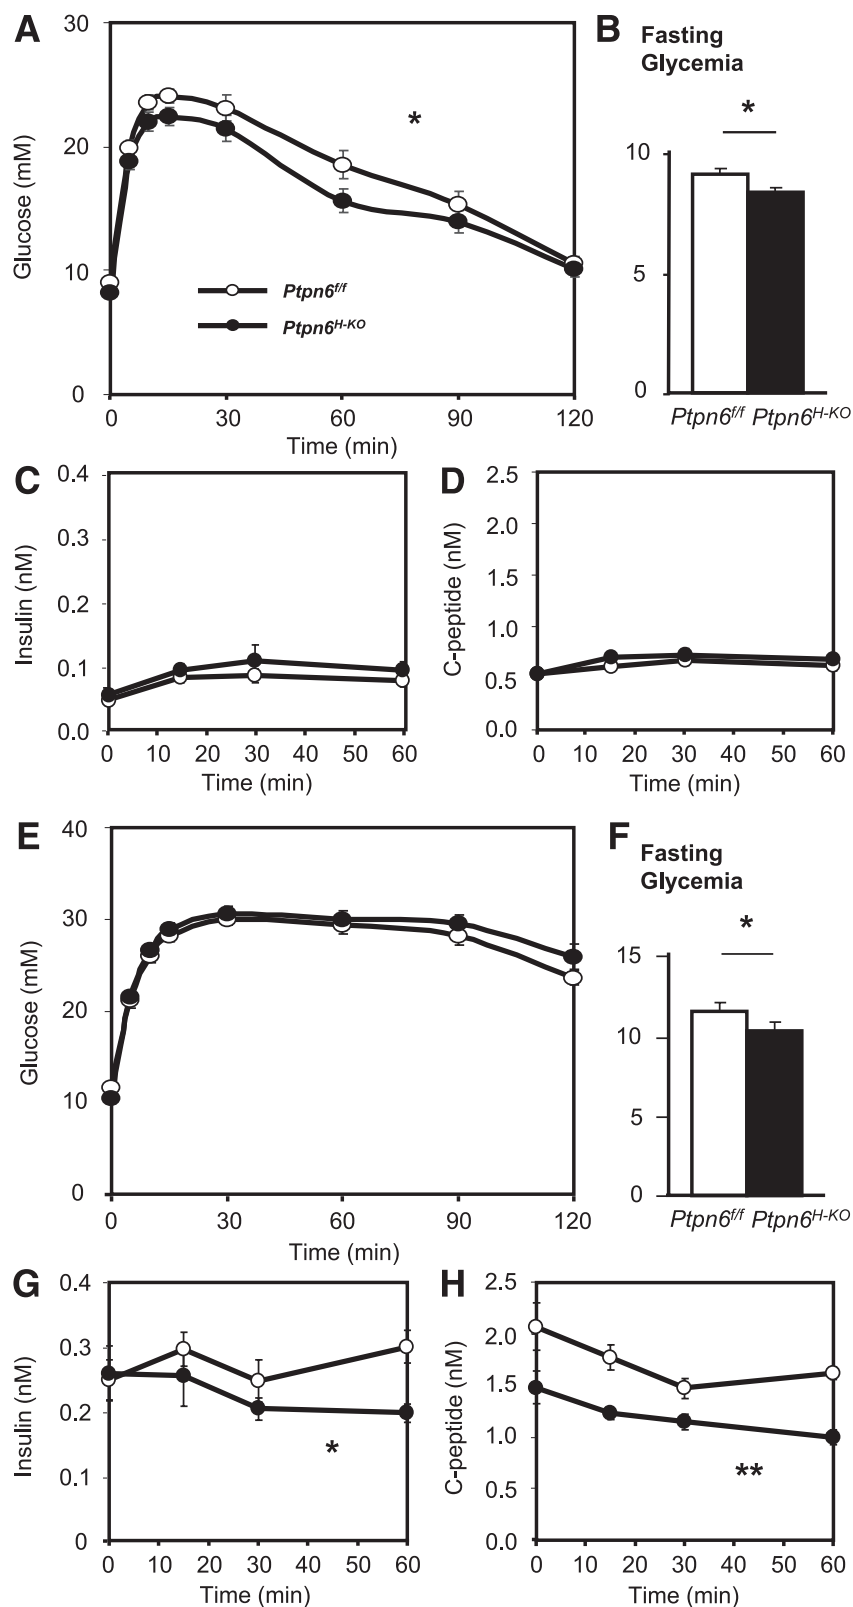 A
30
20
10
0
Glucose (mM)
*
Ptpn6f/f
Ptpn6H-KO
0 30 60 90 120
Time (min)
B
Fasting
Glycemia
*
10
5
0
Ptpn6f/f Ptpn6H-KO
C
0.4
0.3
0.2
0.1
0.0
Insulin (nM)
0 10 20 30 40 50 60
Time (min)
D
2.5
2.0
1.5
1.0
0.5
0.0
C-peptide (nM)
0 10 20 30 40 50 60
Time (min)
E
40
30
20
10
0
Glucose (mM)
0 30 60 90 120
Time (min)
F
Fasting
Glycemia
*
15
10
5
0
Ptpn6f/f Ptpn6H-KO
G
0.4
0.3
0.2
0.1
0
Insulin (nM)
*
0 10 20 30 40 50 60
Time (min)
H
2.5
2.0
1.5
1.0
0.5
0.0
C-peptide (nM)
**
0 10 20 30 40 50 60
Time (min)